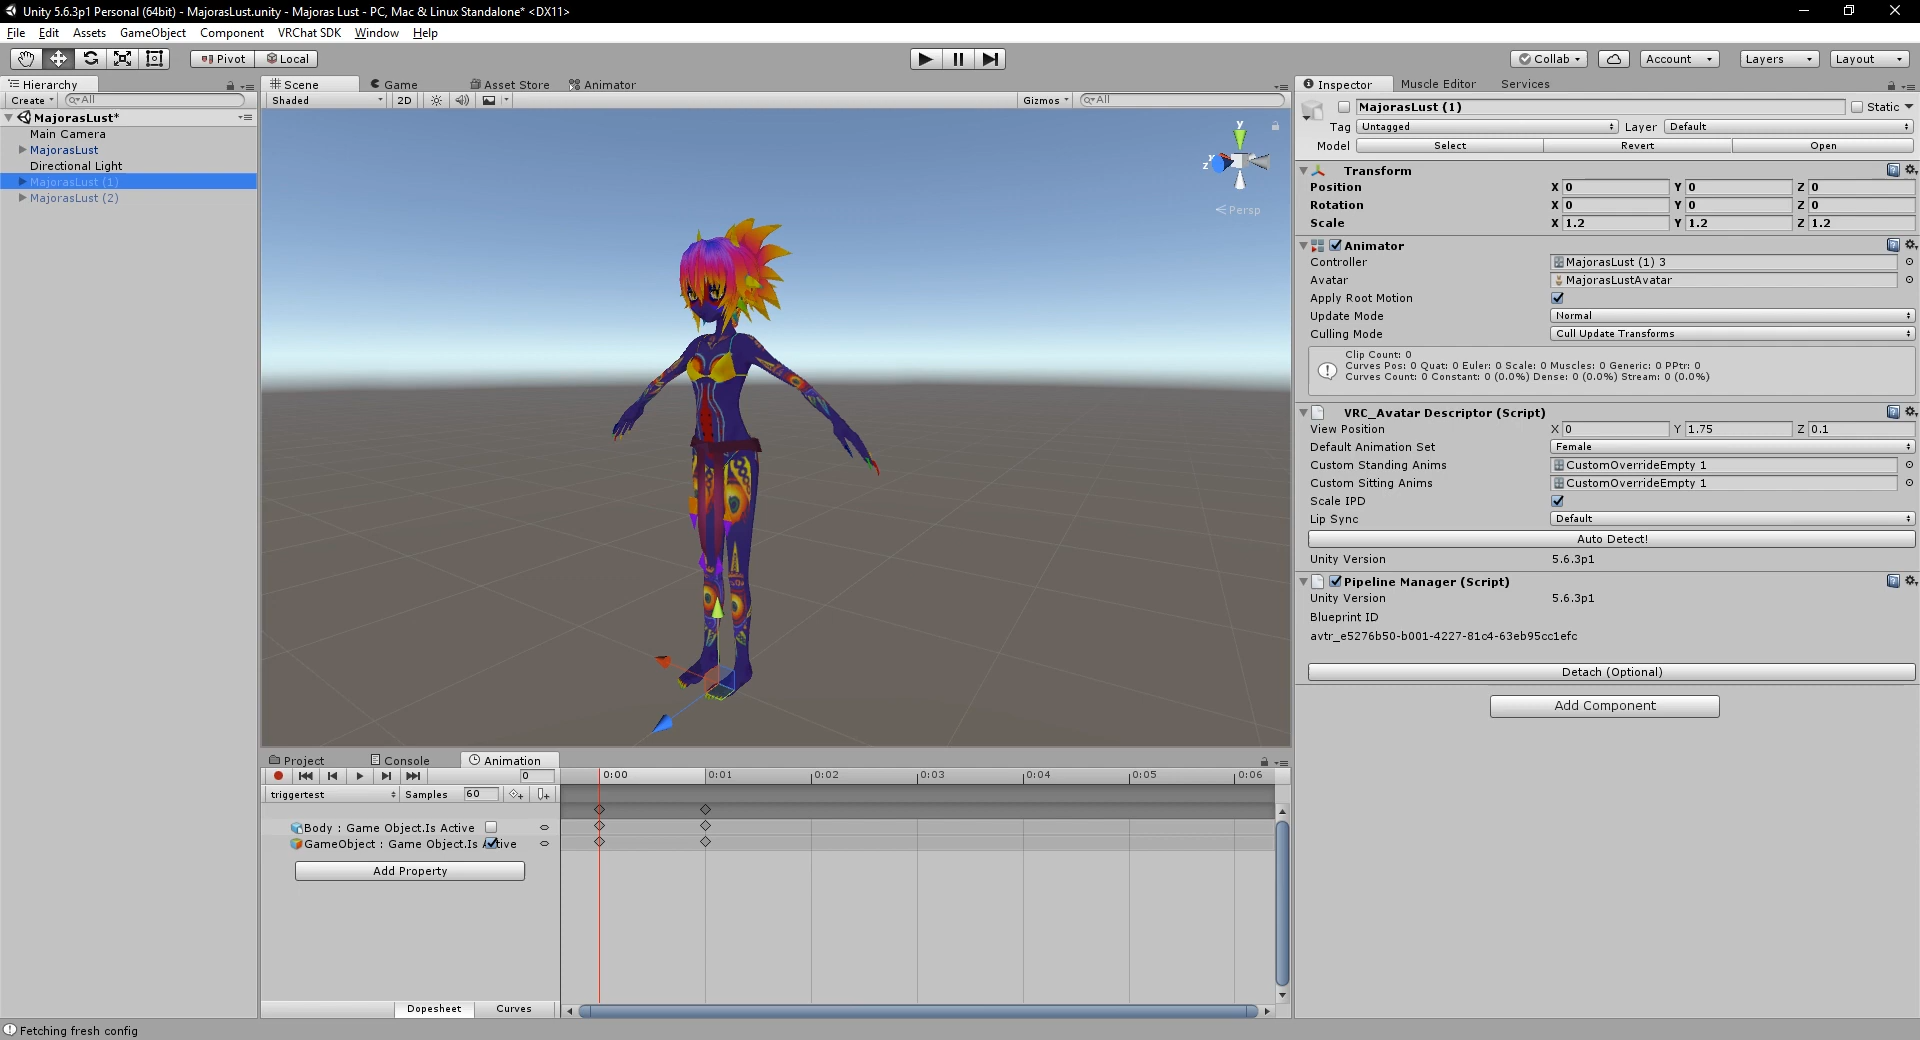 Unity 5.6.3p1 Personal (64bit) - MajorasLust.unity - Majoras Lust - PC, Mac & Linux Standalone* <DX11>
File Edit Assets GameObject Component VRChat SDK Window Help
Pivot Local Collab Account Layers Layout
Hierarchy
Create All
MajorasLust*
Main Camera
MajorasLust
Directional Light
MajorasLust (1)
MajorasLust (2)
Scene Game Asset Store Animator
Shaded 2D Gizmos All
y
z
Persp
Project Console Animation
0 0:00 0:01 0:02 0:03 0:04 0:05 0:06
triggertest Samples 60
Body : Game Object.Is Active
GameObject : Game Object.Is Active
Add Property
Dopesheet Curves
Inspector Muscle Editor Services
MajorasLust (1) Static
Tag Untagged Layer Default
Model Select Revert Open
Transform
Position X 0 Y 0 Z 0
Rotation X 0 Y 0 Z 0
Scale X 1.2 Y 1.2 Z 1.2
Animator
Controller MajorasLust (1) 3
Avatar MajorasLustAvatar
Apply Root Motion
Update Mode Normal
Culling Mode Cull Update Transforms
Clip Count: 0
Curves Pos: 0 Quat: 0 Euler: 0 Scale: 0 Muscles: 0 Generic: 0 PPtr: 0
Curves Count: 0 Constant: 0 (0.0%) Dense: 0 (0.0%) Stream: 0 (0.0%)
VRC_Avatar Descriptor (Script)
View Position X 0 Y 1.75 Z 0.1
Default Animation Set Female
Custom Standing Anims CustomOverrideEmpty 1
Custom Sitting Anims CustomOverrideEmpty 1
Scale IPD
Lip Sync Default
Auto Detect!
Unity Version 5.6.3p1
Pipeline Manager (Script)
Unity Version 5.6.3p1
Blueprint ID
avtr_e5276b50-b001-4227-81c4-63eb95cc1efc
Detach (Optional)
Add Component
Fetching fresh config